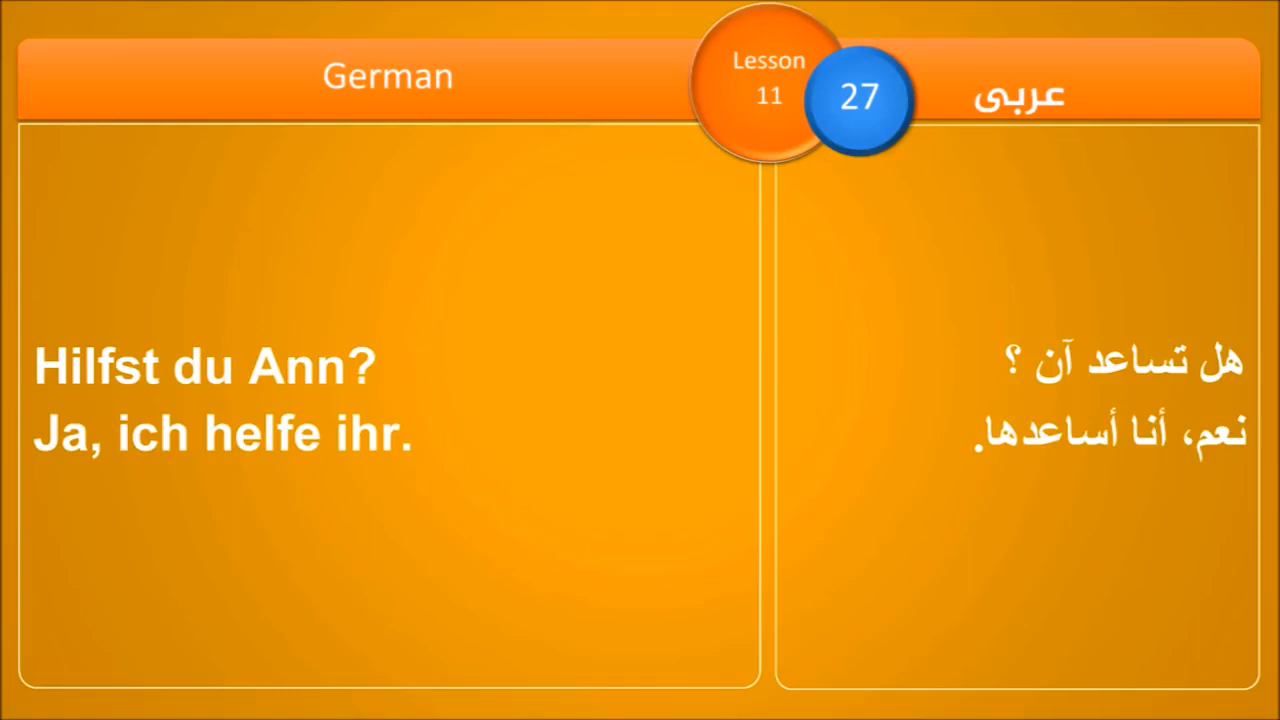 German
Lesson
11
27
عربى
Hilfst du Ann?
Ja, ich helfe ihr.
هل تساعد آن ؟
نعم، أنا أساعدها.